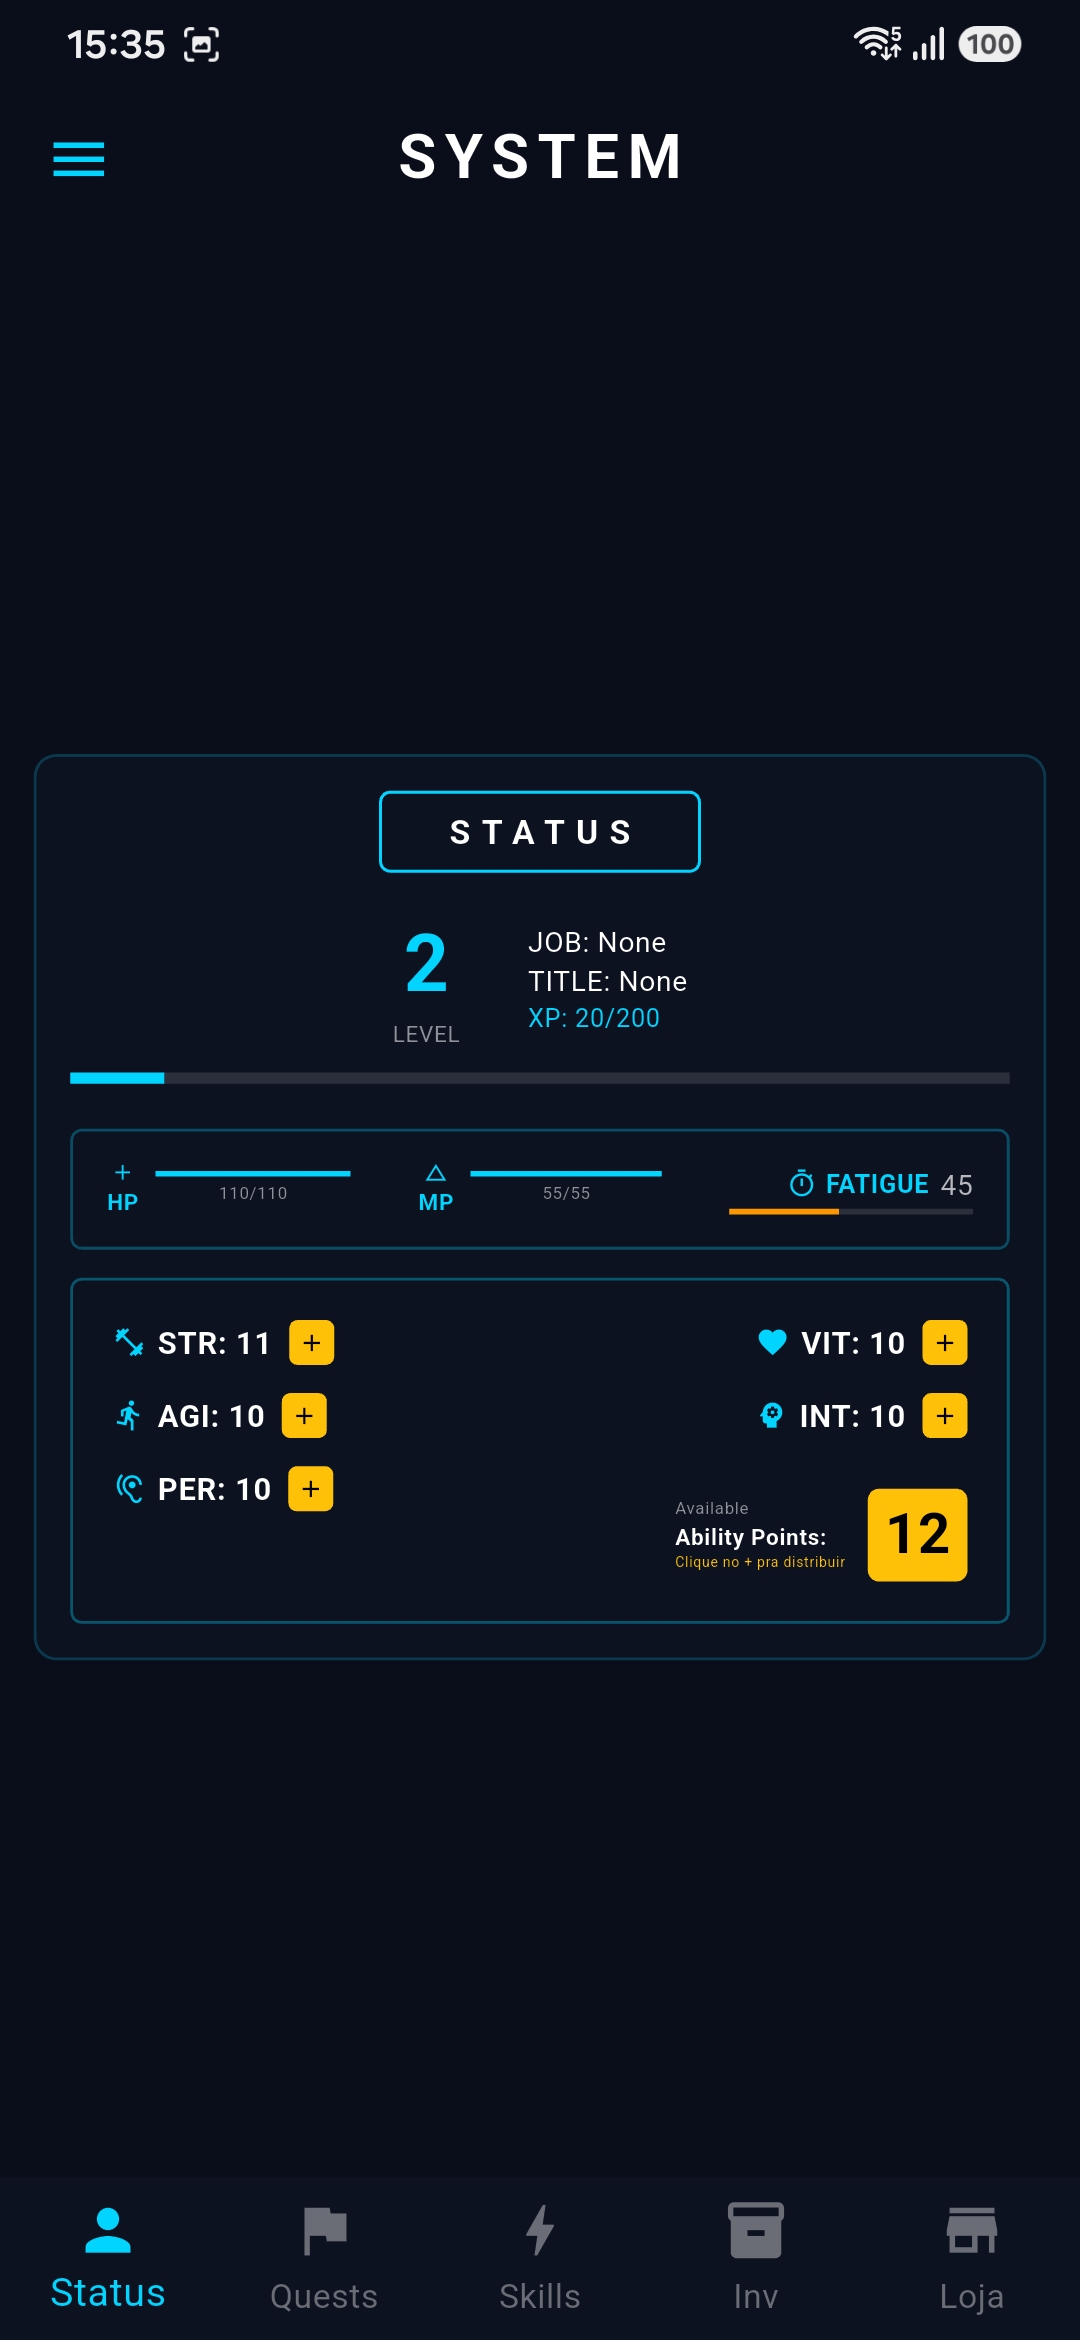 15:35
5
100
SYSTEM
STATUS
2
LEVEL
JOB: None
TITLE: None
XP: 20/200
HP
110/110
MP
55/55
FATIGUE 45
STR: 11 +
VIT: 10 +
AGI: 10 +
INT: 10 +
PER: 10 +
Available
Ability Points:
Clique no + pra distribuir
12
Status
Quests
Skills
Inv
Loja